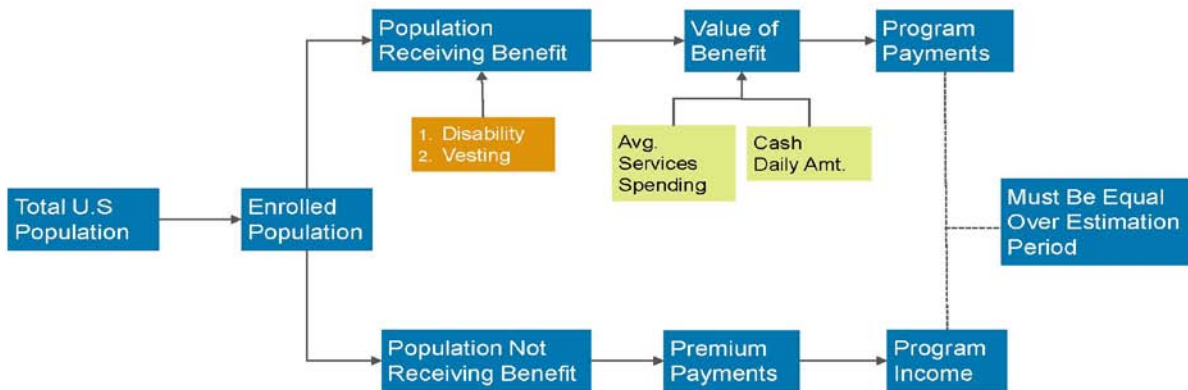 Population
Receiving Benefit
Value of
Benefit
Program
Payments
1. Disability
2. Vesting
Avg.
Services
Spending
Cash
Daily Amt.
Total U.S
Population
Enrolled
Population
Must Be Equal
Over Estimation
Period
Population Not
Receiving Benefit
Premium
Payments
Program
Income